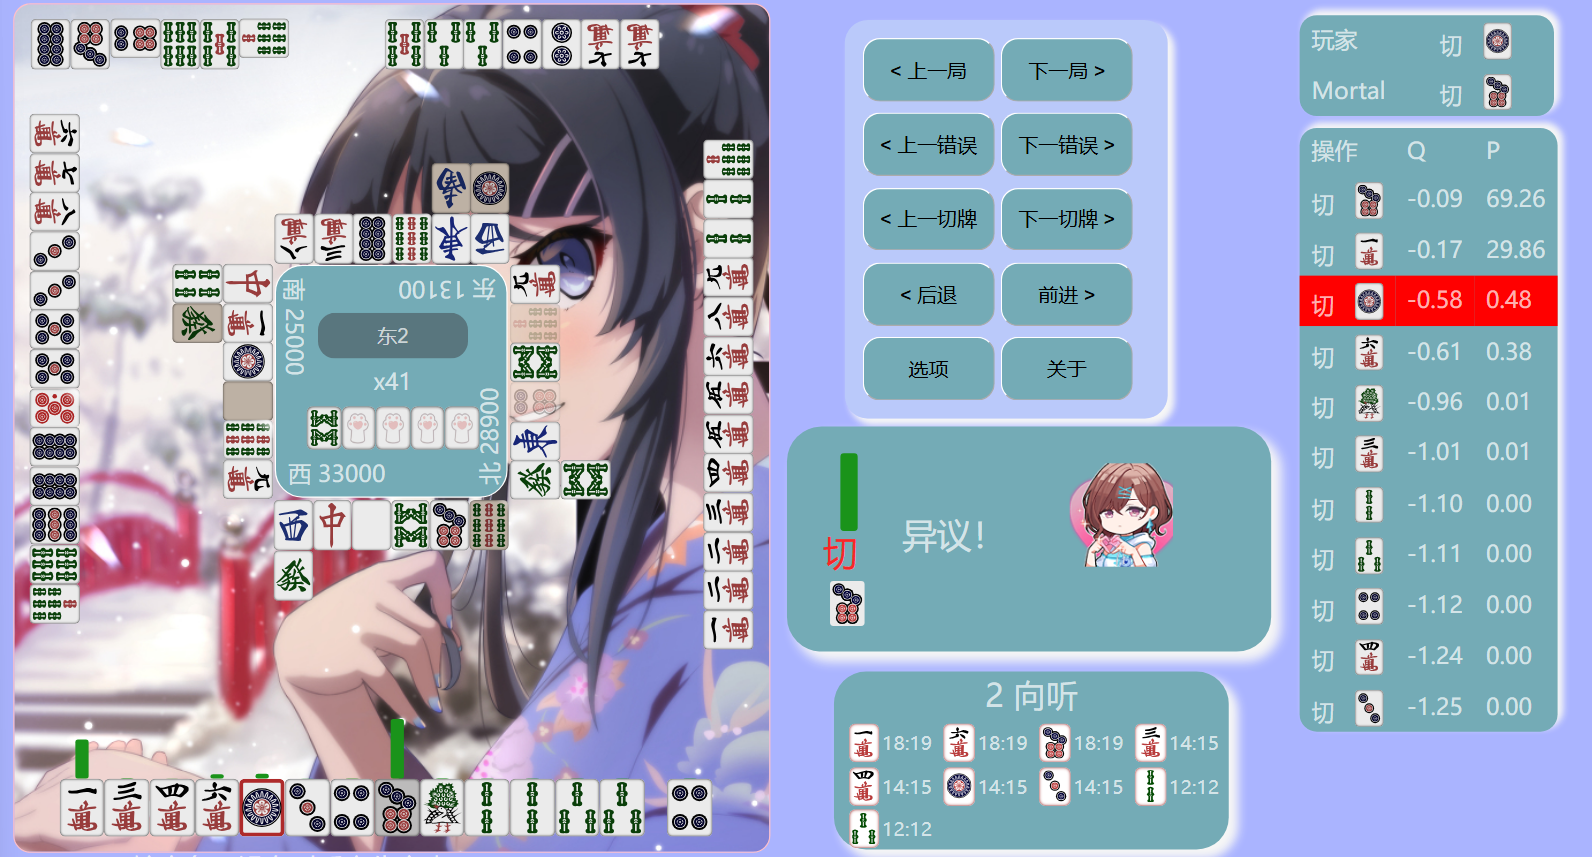 南 25000
东 13100
东2
x41
西 33000
北 28900
< 上一局
下一局 >
< 上一错误
下一错误 >
< 上一切牌
下一切牌 >
< 后退
前进 >
选项
关于
切
异议！
2 向听
18:19
18:19
18:19
14:15
14:15
14:15
14:15
12:12
12:12
玩家 切
Mortal 切
操作 Q P
切 -0.09 69.26
切 -0.17 29.86
切 -0.58 0.48
切 -0.61 0.38
切 -0.96 0.01
切 -1.01 0.01
切 -1.10 0.00
切 -1.11 0.00
切 -1.12 0.00
切 -1.24 0.00
切 -1.25 0.00